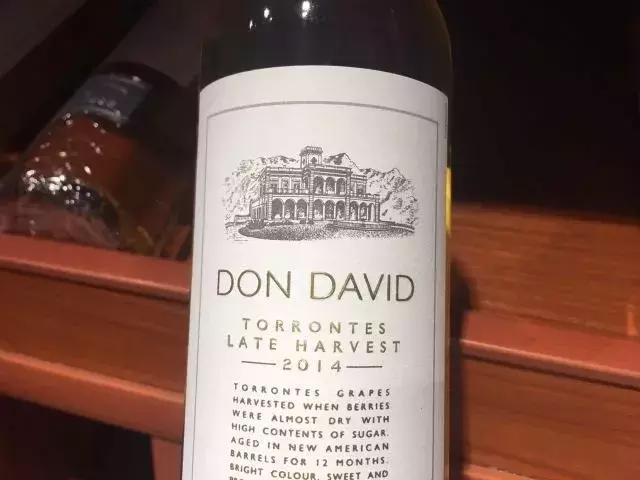 DON DAVID
TORRONTES
LATE HARVEST
2014
TORRONTES GRAPES
HARVESTED WHEN BERRIES
WERE ALMOST DRY WITH
HIGH CONTENTS OF SUGAR.
AGED IN NEW AMERICAN
BARRELS FOR 12 MONTHS.
BRIGHT COLOUR, SWEET AND